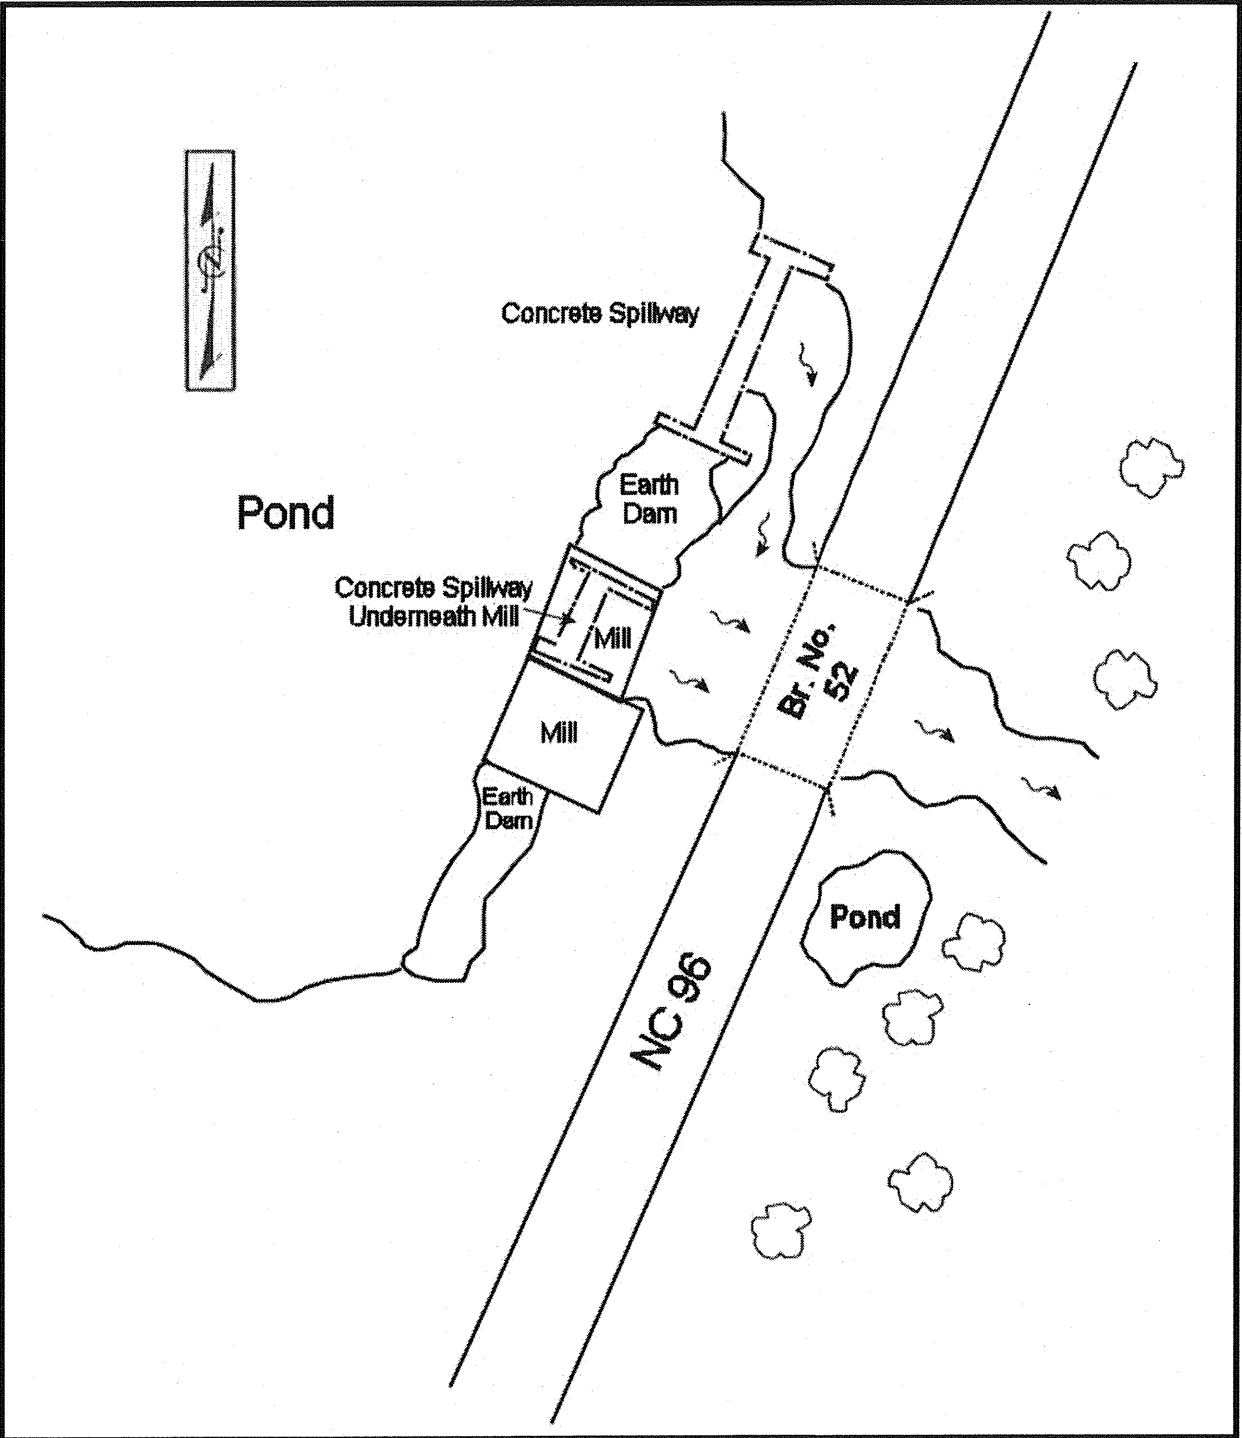 Concrete Spillway
Earth
Dam
Pond
Concrete Spillway
Underneath Mill
Mill
Br. No.
52
Mill
Earth
Dam
Pond
NC 96
N